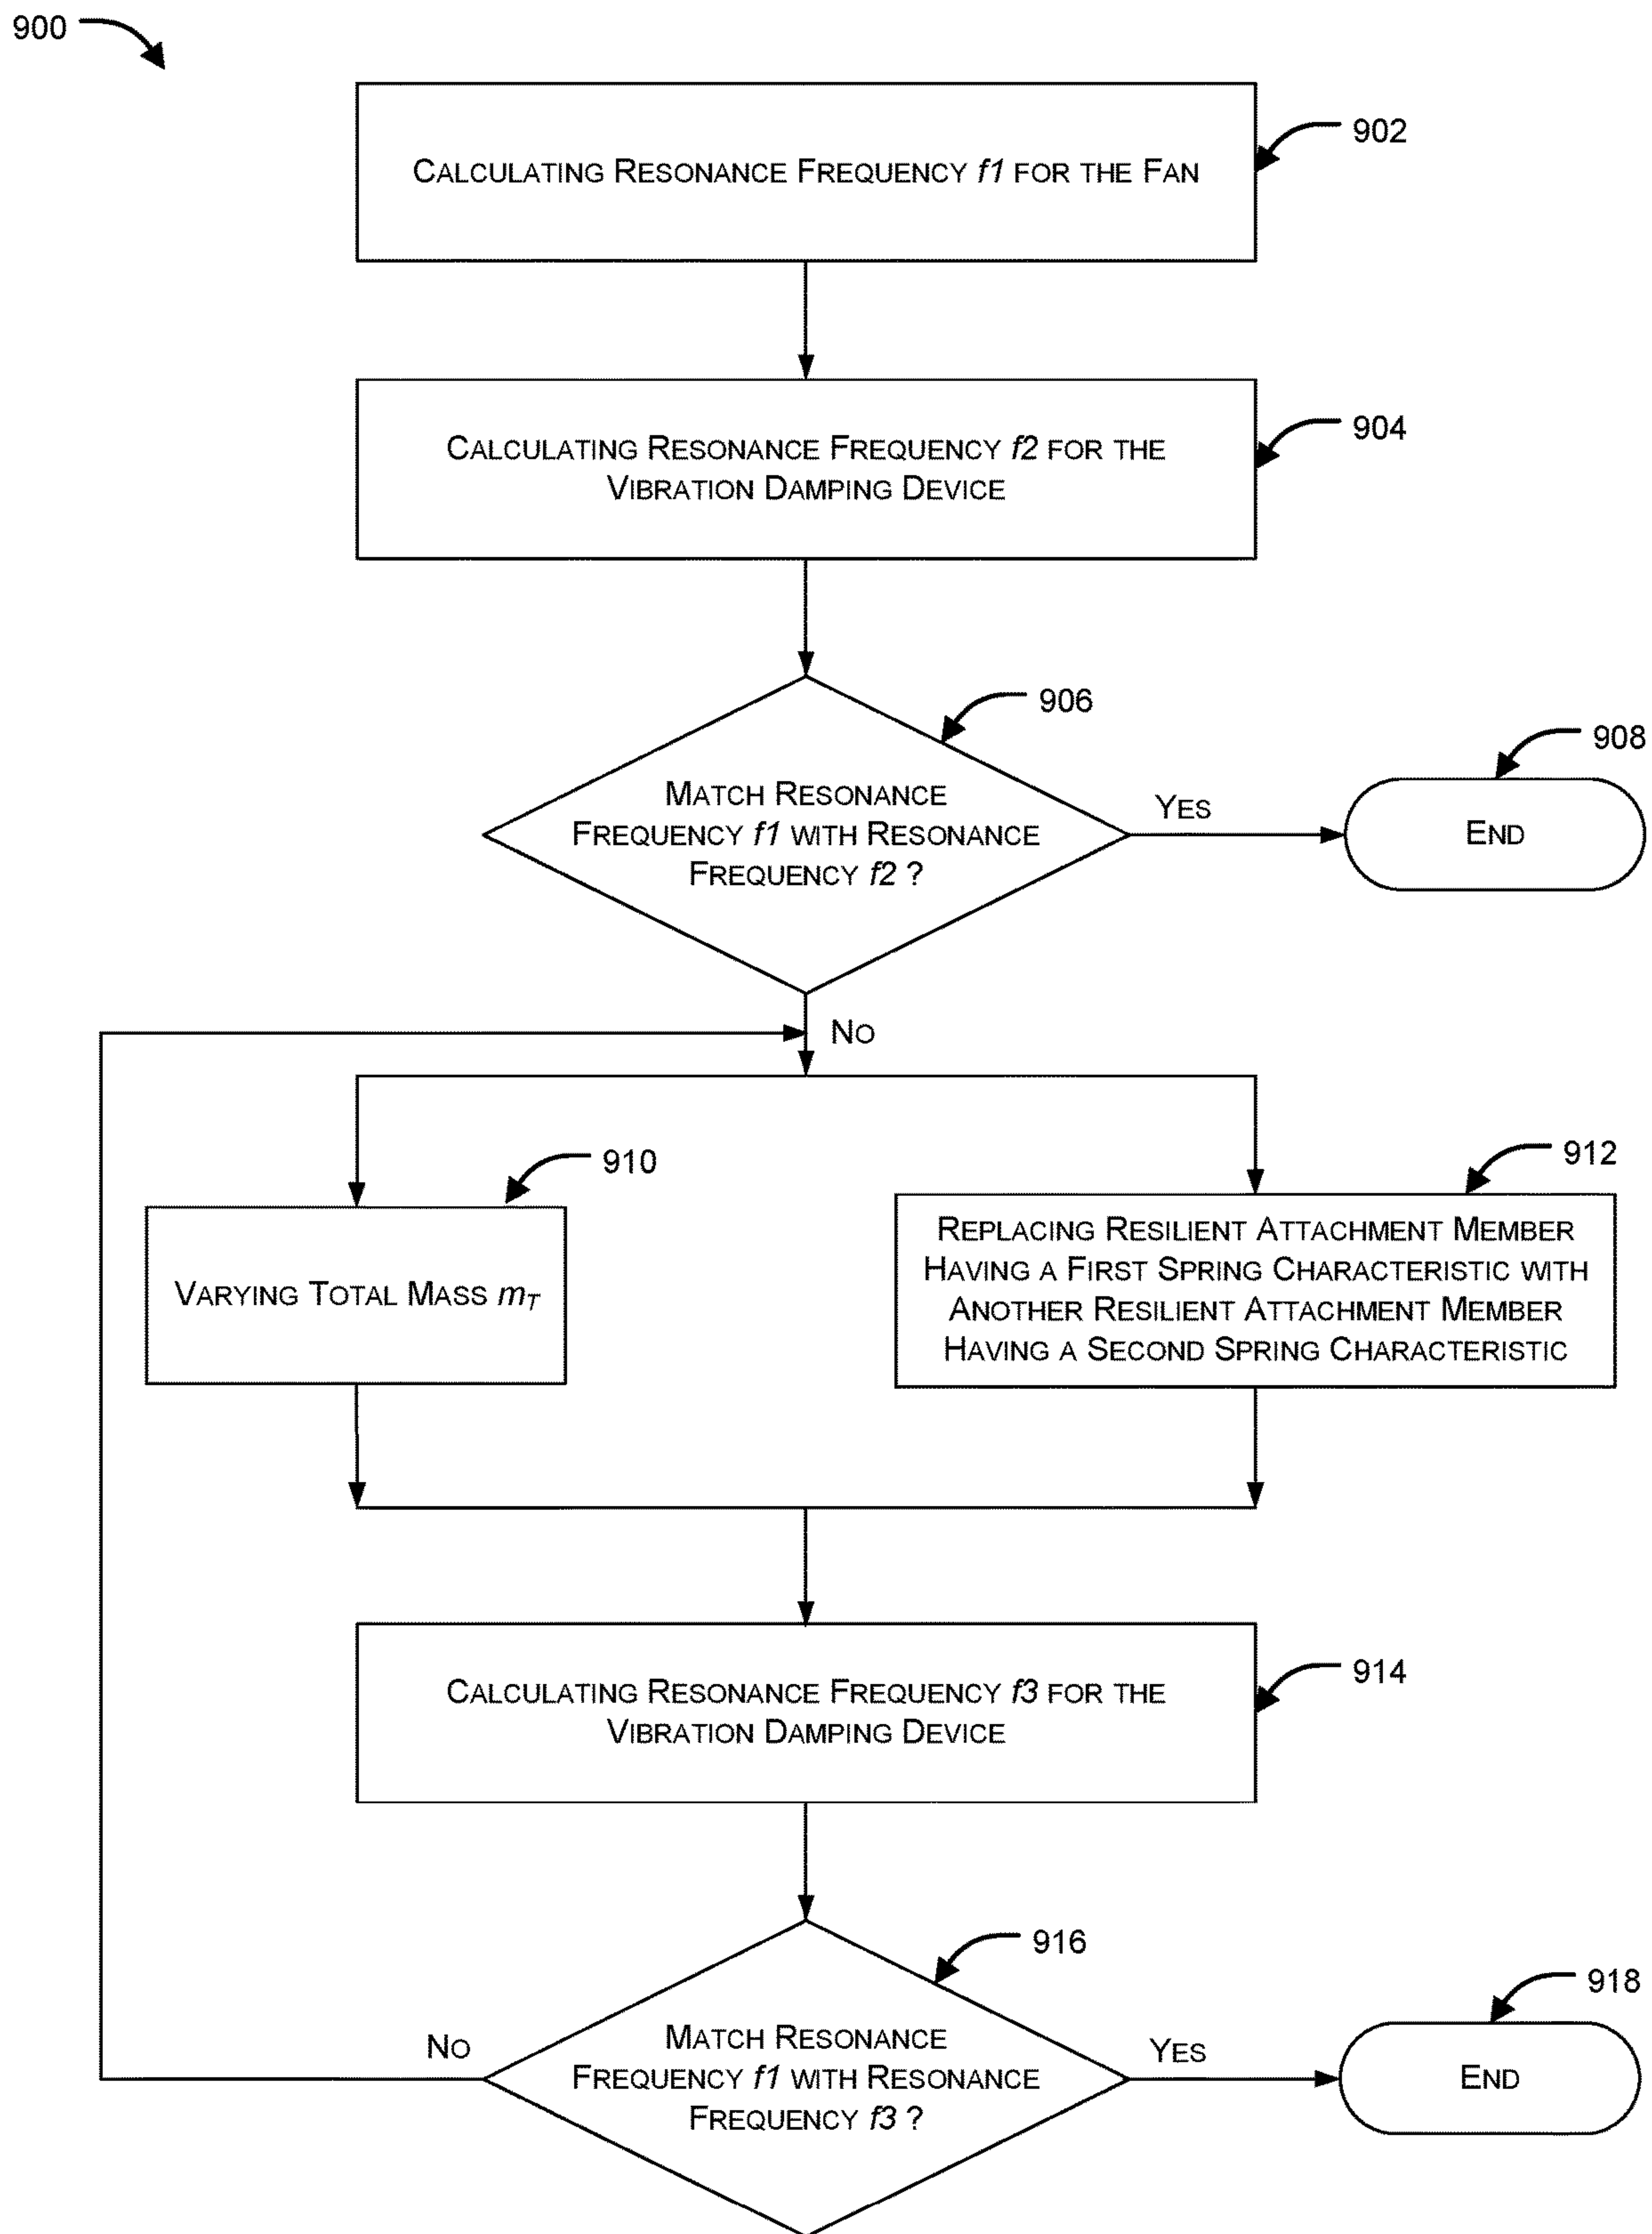 900
902
CALCULATING RESONANCE FREQUENCY f1 FOR THE FAN
904
CALCULATING RESONANCE FREQUENCY f2 FOR THE
VIBRATION DAMPING DEVICE
906
908
MATCH RESONANCE
FREQUENCY f1 WITH RESONANCE
FREQUENCY f2 ?
YES
END
NO
910
912
VARYING TOTAL MASS mT
REPLACING RESILIENT ATTACHMENT MEMBER
HAVING A FIRST SPRING CHARACTERISTIC WITH
ANOTHER RESILIENT ATTACHMENT MEMBER
HAVING A SECOND SPRING CHARACTERISTIC
914
CALCULATING RESONANCE FREQUENCY f3 FOR THE
VIBRATION DAMPING DEVICE
916
918
NO
MATCH RESONANCE
FREQUENCY f1 WITH RESONANCE
FREQUENCY f3 ?
YES
END